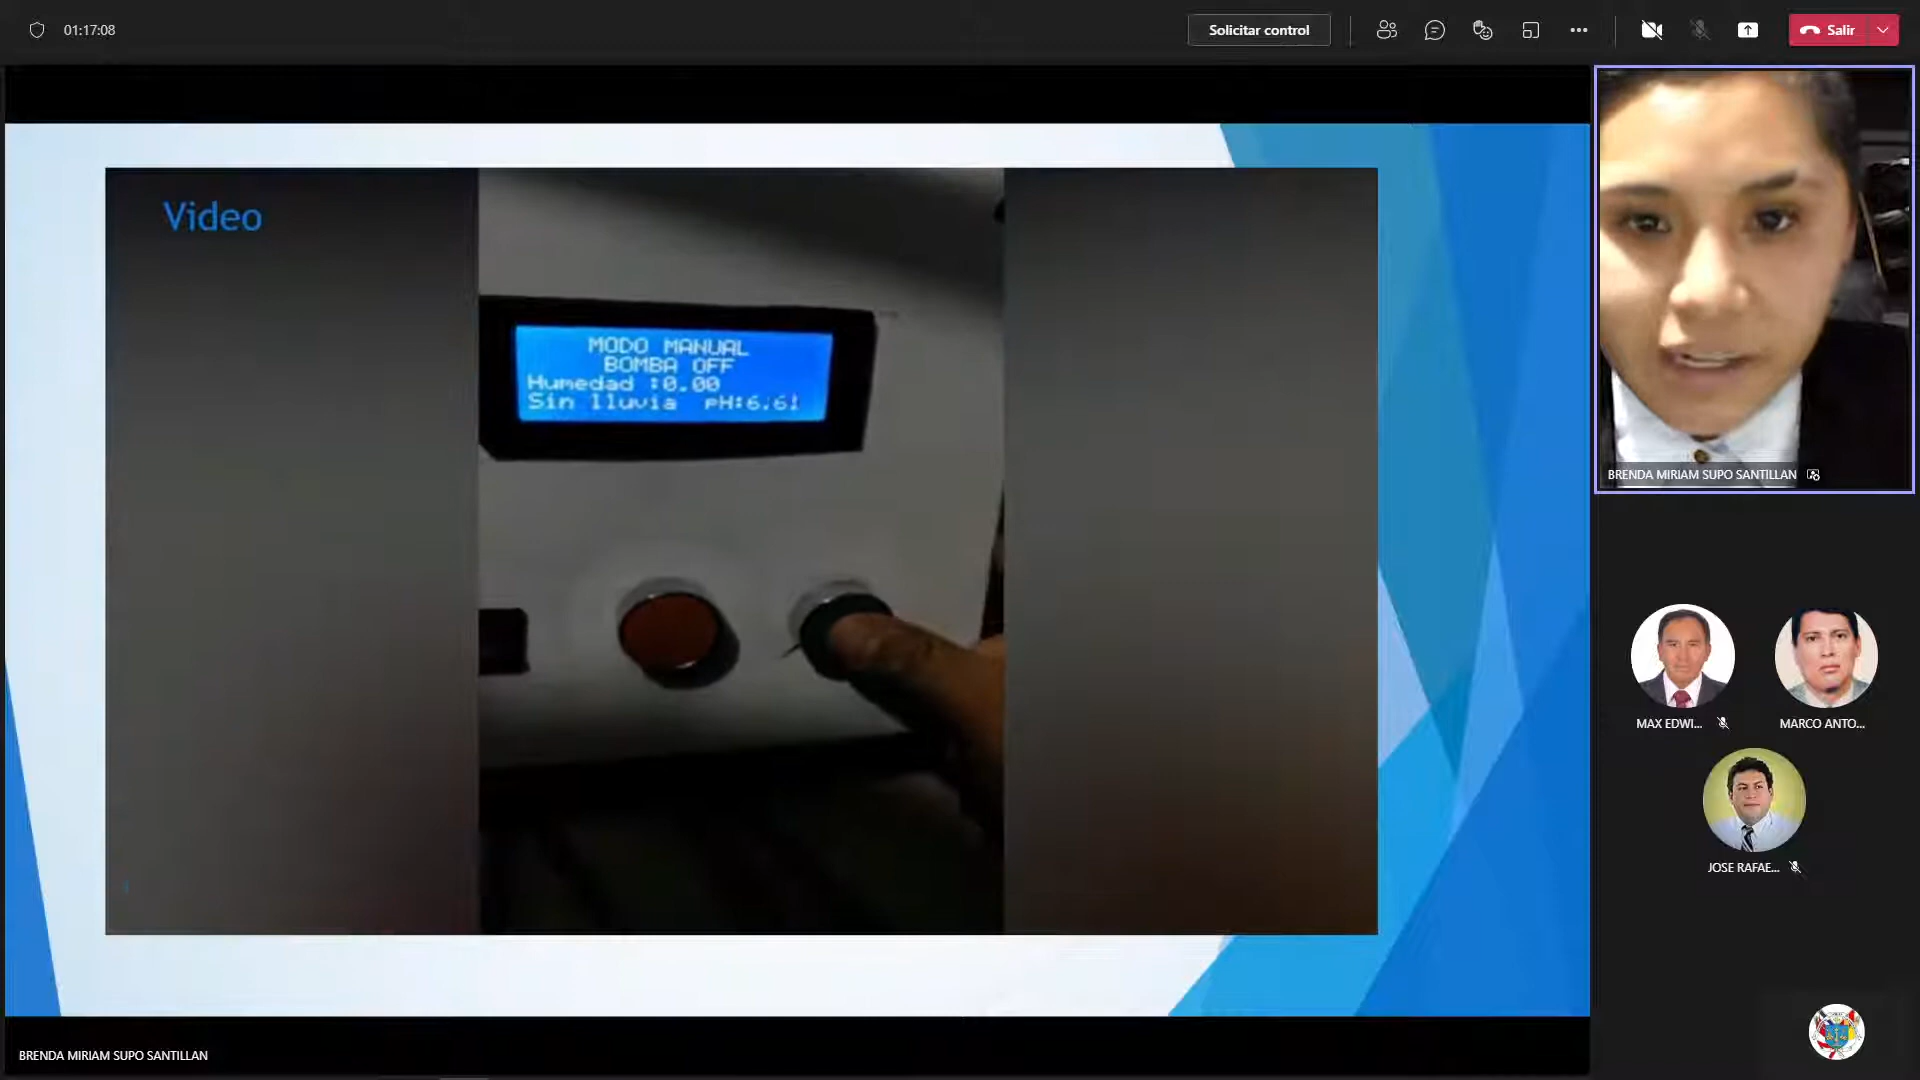 01:17:08
Solicitar control
Salir
Video
MODO MANUAL
BOMBA OFF
Humedad :0.00
Sin lluvia pH:6.61
BRENDA MIRIAM SUPO SANTILLAN
MAX EDWI...
MARCO ANTO...
JOSE RAFAE...
BRENDA MIRIAM SUPO SANTILLAN